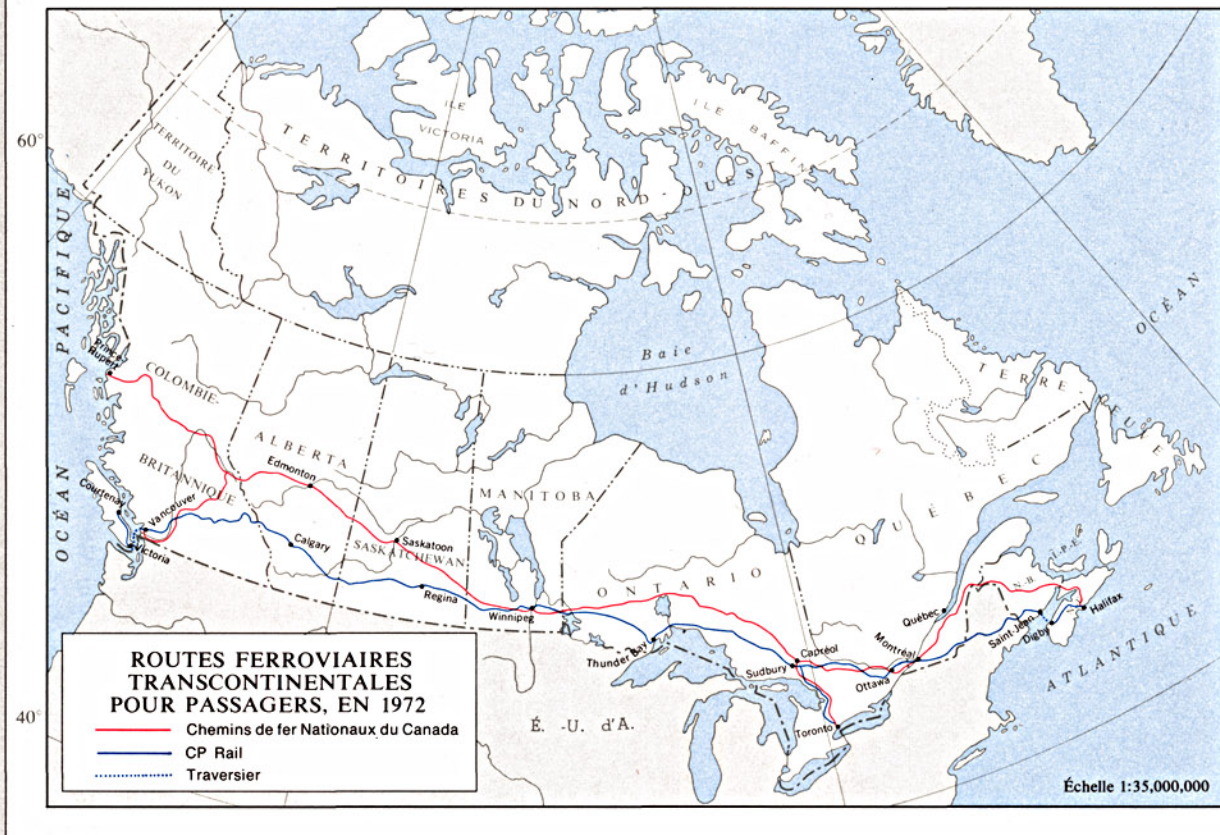 60°
40°
OCÉAN PACIFIQUE
TERRITOIRE
DU
YUKON
TERRITOIRES DU NORD-OUEST
ILE
VICTORIA
ILE BAFFIN
OCÉAN
ATLANTIQUE
Baie
d'Hudson
TERRE NEUVE
Prince
Rupert
COLOMBIE-
BRITANNIQUE
ALBERTA
Edmonton
MANITOBA
QUÉBEC
Courtenay
Vancouver
Victoria
Calgary
Saskatoon
SASKATCHEWAN
Regina
Winnipeg
ONTARIO
Thunder Bay
Sudbury
Capréol
Ottawa
Montréal
Québec
Toronto
I.-P.-E.
N.-B.
Saint-Jean
Digby
Halifax
É. -U. d'A.
ROUTES FERROVIAIRES
TRANSCONTINENTALES
POUR PASSAGERS, EN 1972
Chemins de fer Nationaux du Canada
CP Rail
Traversier
Échelle 1:35,000,000